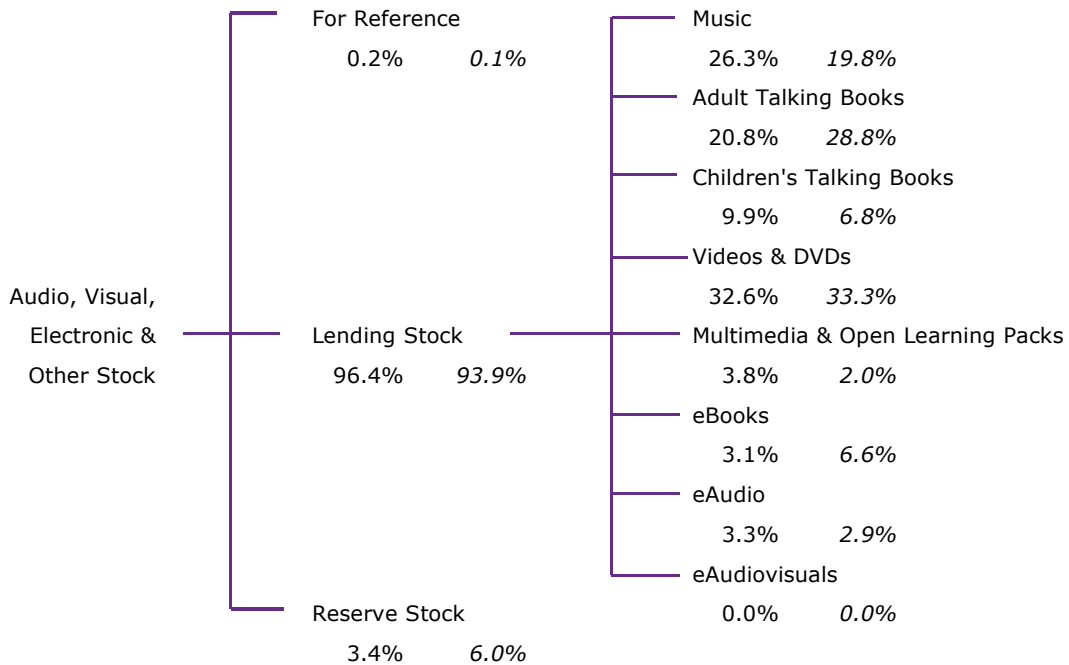 Audio, Visual,
Electronic &
Other Stock
For Reference
0.2% 0.1%
Lending Stock
96.4% 93.9%
Reserve Stock
3.4% 6.0%
Music
26.3% 19.8%
Adult Talking Books
20.8% 28.8%
Children's Talking Books
9.9% 6.8%
Videos & DVDs
32.6% 33.3%
Multimedia & Open Learning Packs
3.8% 2.0%
eBooks
3.1% 6.6%
eAudio
3.3% 2.9%
eAudiovisuals
0.0% 0.0%